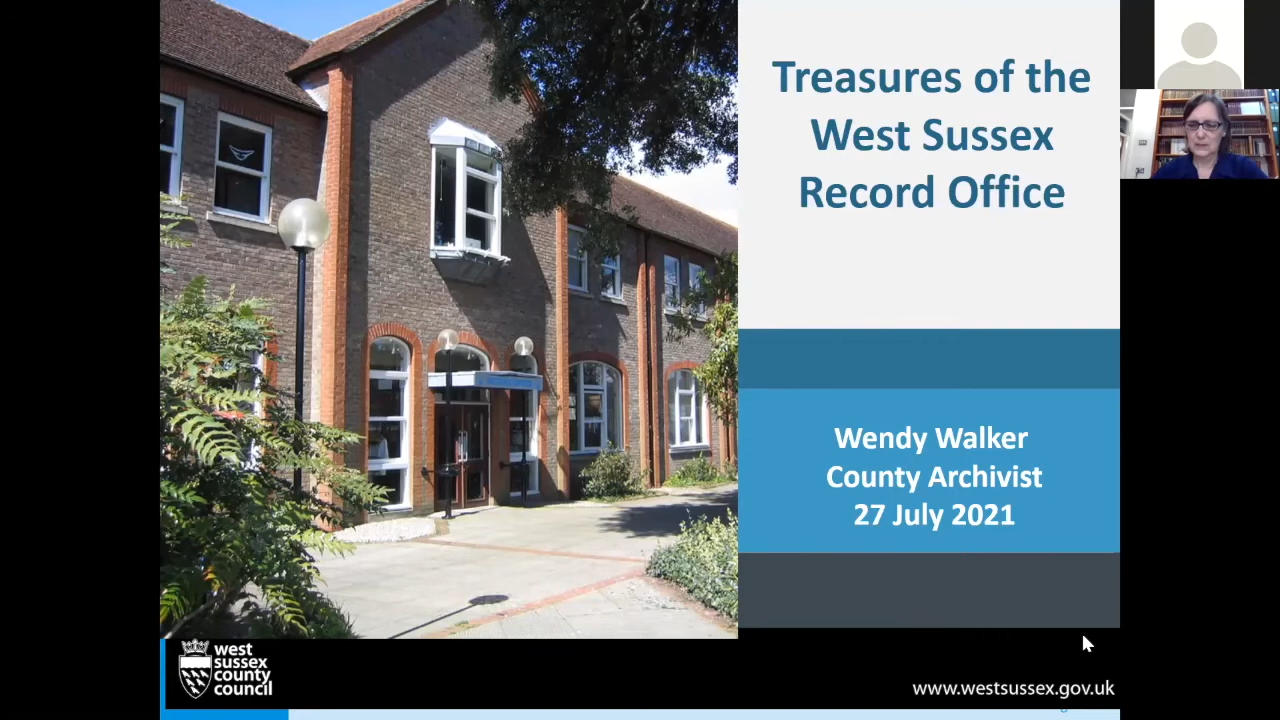 Treasures of the
West Sussex
Record Office
Wendy Walker
County Archivist
27 July 2021
west
sussex
county
council
www.westsussex.gov.uk